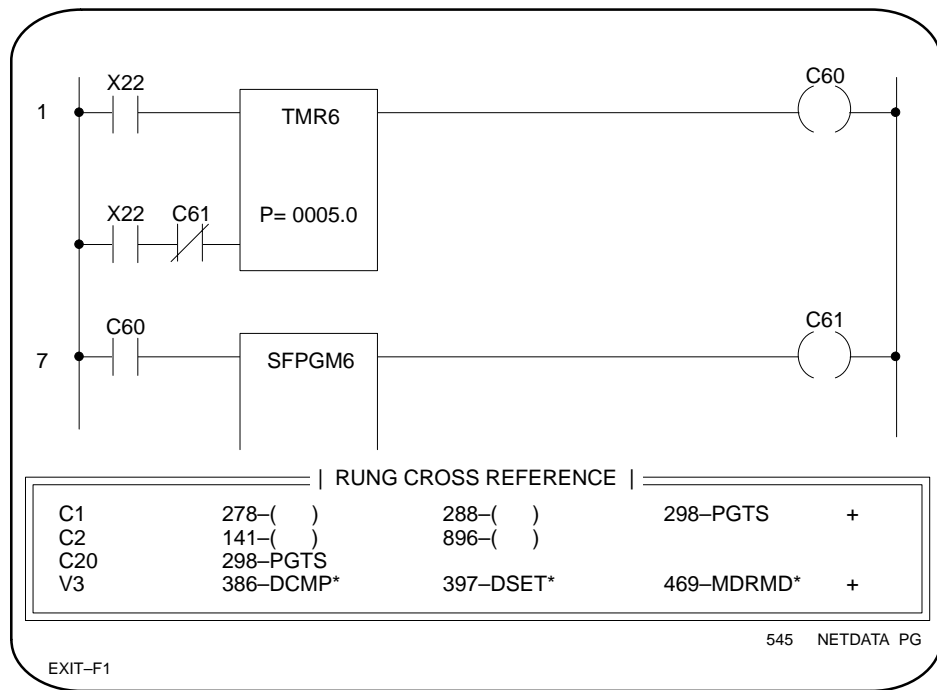 X22
C60
1
TMR6
X22 C61
P= 0005.0
C60
C61
7
SFPGM6
| RUNG CROSS REFERENCE |
C1 278–( ) 288–( ) 298–PGTS +
C2 141–( ) 896–( )
C20 298–PGTS
V3 386–DCMP* 397–DSET* 469–MDRMD* +
545 NETDATA PG
EXIT–F1